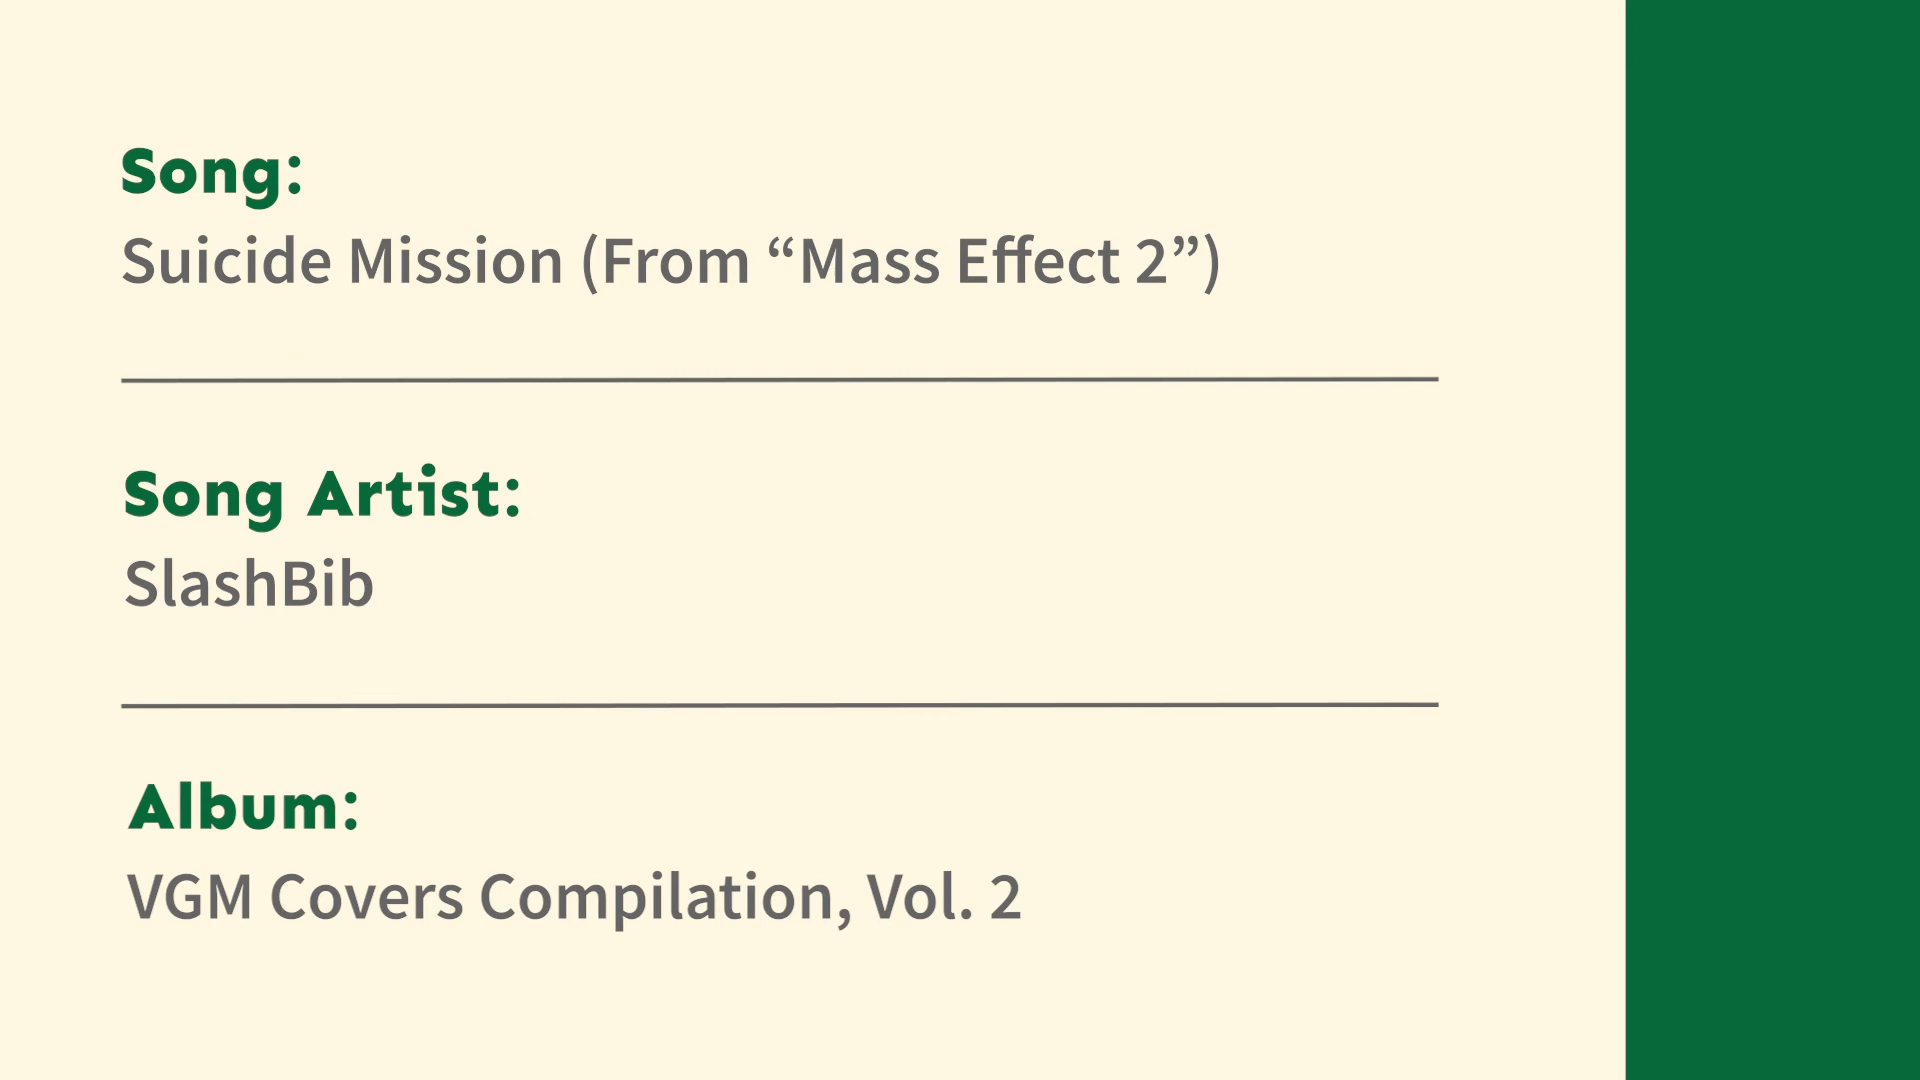 Song:
Suicide Mission (From “Mass Effect 2”)
Song Artist:
SlashBib
Album:
VGM Covers Compilation, Vol. 2